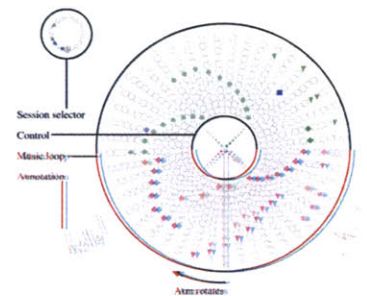 Session selector
Control
Music loop
Annotation
Arm rotates